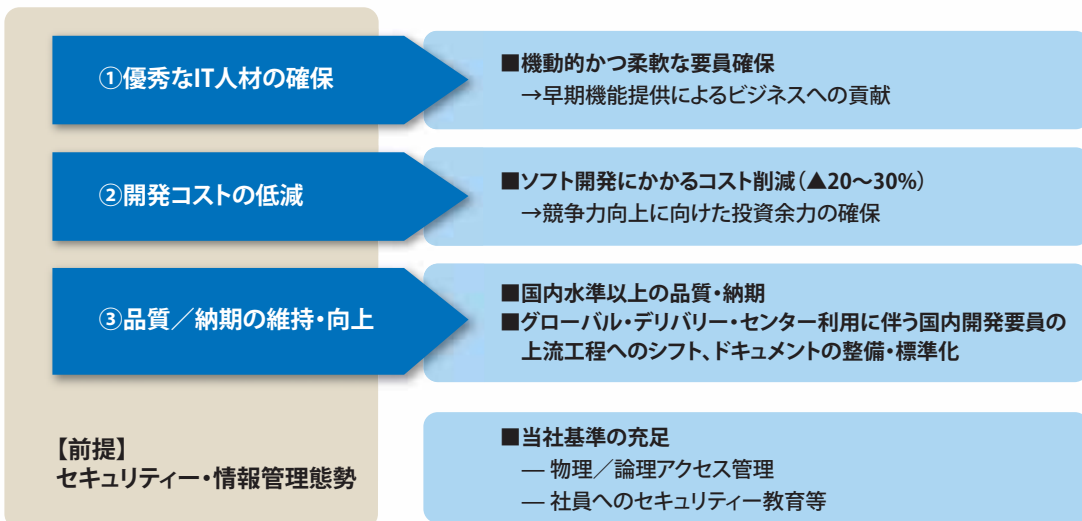 ①優秀なIT人材の確保
■機動的かつ柔軟な要員確保
→早期機能提供によるビジネスへの貢献
②開発コストの低減
■ソフト開発にかかるコスト削減(▲20〜30%)
→競争力向上に向けた投資余力の確保
③品質／納期の維持・向上
■国内水準以上の品質・納期
■グローバル・デリバリー・センター利用に伴う国内開発要員の
上流工程へのシフト、ドキュメントの整備・標準化
【前提】
セキュリティー・情報管理態勢
■当社基準の充足
― 物理／論理アクセス管理
― 社員へのセキュリティー教育等